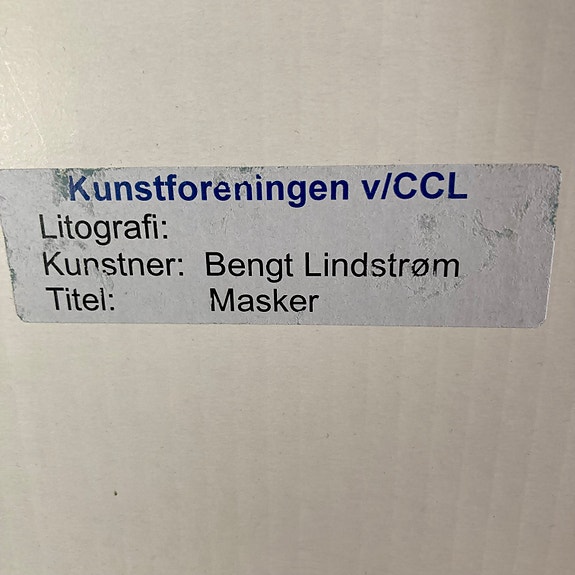 Kunstforeningen v/CCL
Litografi:
Kunstner: Bengt Lindstrøm
Titel: Masker